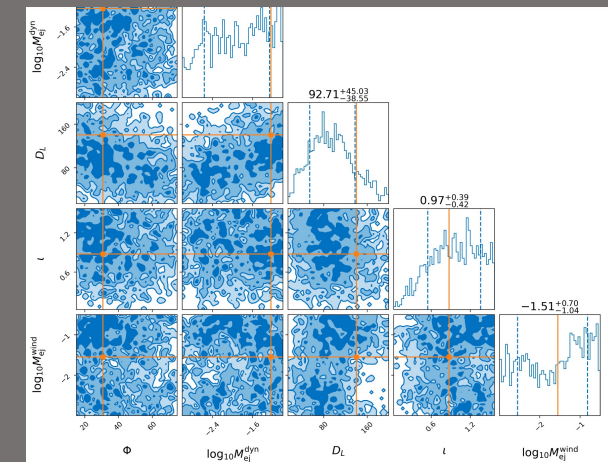 log₁₀M_ej^dyn
−1.6
−2.4
92.71 +45.03 −38.55
D_L
160
80
0.97 +0.39 −0.42
ι
1.2
0.6
−1.51 +0.70 −1.04
log₁₀M_ej^wind
−1
−2
20 40 60 −2.4 −1.6 80 160 0.6 1.2 −2 −1
Φ log₁₀M_ej^dyn D_L ι log₁₀M_ej^wind